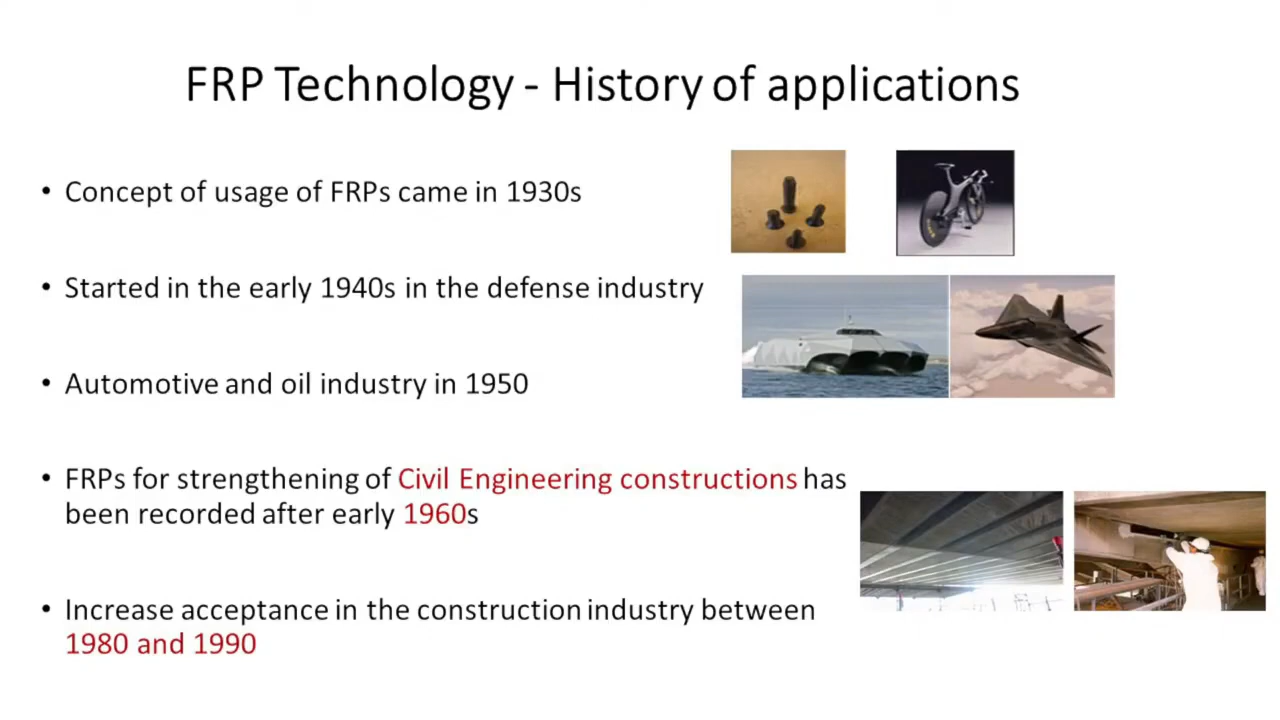 FRP Technology - History of applications
• Concept of usage of FRPs came in 1930s
• Started in the early 1940s in the defense industry
• Automotive and oil industry in 1950
• FRPs for strengthening of Civil Engineering constructions has
been recorded after early 1960s
• Increase acceptance in the construction industry between
1980 and 1990